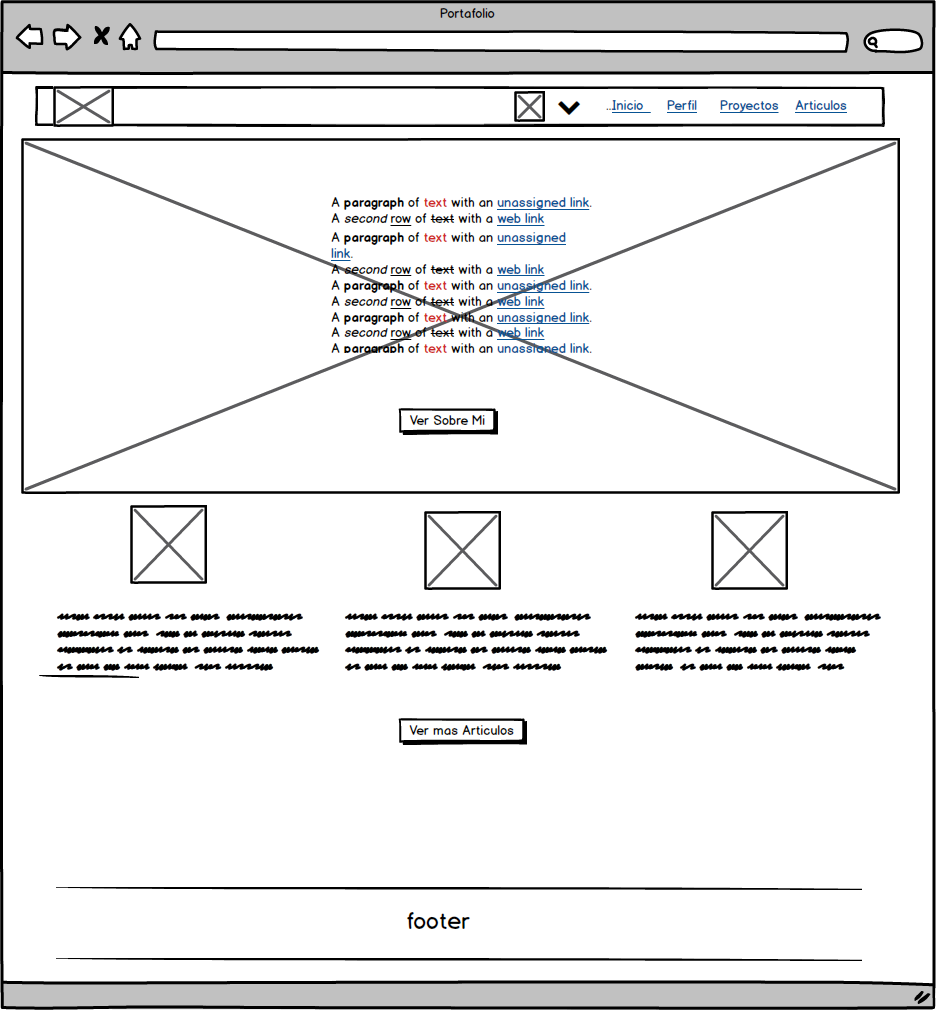 Portafolio
..Inicio Perfil Proyectos Articulos
A paragraph of text with an unassigned link.
A second row of text with a web link
A paragraph of text with an unassigned
link.
A second row of text with a web link
A paragraph of text with an unassigned link.
A second row of text with a web link
A paragraph of text with an unassigned link.
A second row of text with a web link
A paragraph of text with an unassigned link.
Ver Sobre Mi
Ver mas Articulos
footer